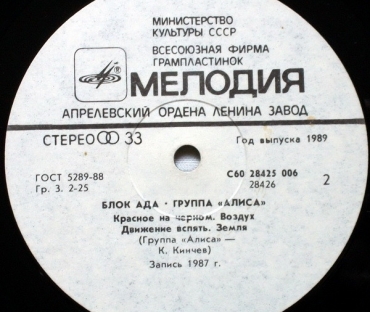 МИНИСТЕРСТВО
КУЛЬТУРЫ СССР
ВСЕСОЮЗНАЯ ФИРМА
ГРАМПЛАСТИНОК
МЕЛОДИЯ
АПРЕЛЕВСКИЙ ОРДЕНА ЛЕНИНА ЗАВОД
СТЕРЕО 33
Год выпуска 1989
ГОСТ 5289-88
С60 28425 006
Гр. 3. 2-25
28426
2
БЛОК АДА · ГРУППА «АЛИСА»
Красное на черном. Воздух
Движение вспять. Земля
(Группа «Алиса» —
К. Кинчев)
Запись 1987 г.